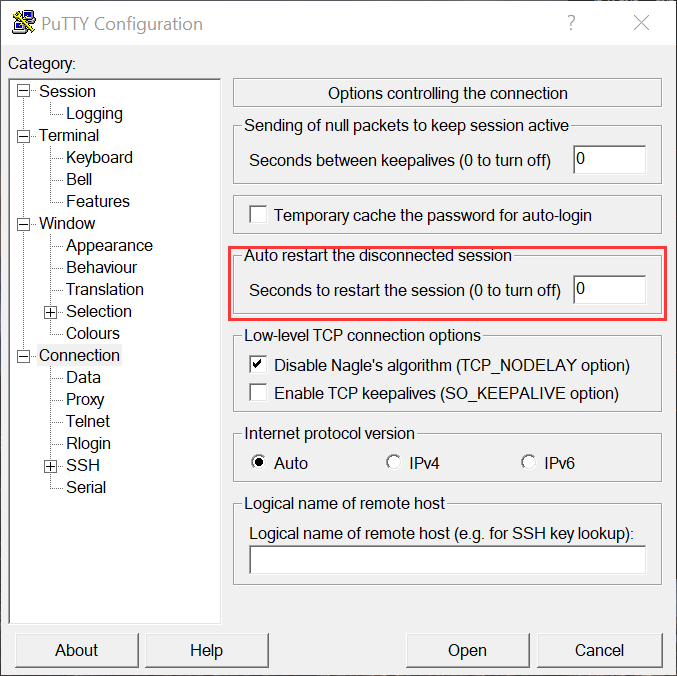 PuTTY Configuration
?
Category:
Session
Logging
Terminal
Keyboard
Bell
Features
Window
Appearance
Behaviour
Translation
Selection
Colours
Connection
Data
Proxy
Telnet
Rlogin
SSH
Serial
Options controlling the connection
Sending of null packets to keep session active
Seconds between keepalives (0 to turn off) 0
Temporary cache the password for auto-login
Auto restart the disconnected session
Seconds to restart the session (0 to turn off) 0
Low-level TCP connection options
Disable Nagle's algorithm (TCP_NODELAY option)
Enable TCP keepalives (SO_KEEPALIVE option)
Internet protocol version
Auto IPv4 IPv6
Logical name of remote host
Logical name of remote host (e.g. for SSH key lookup):
About Help Open Cancel